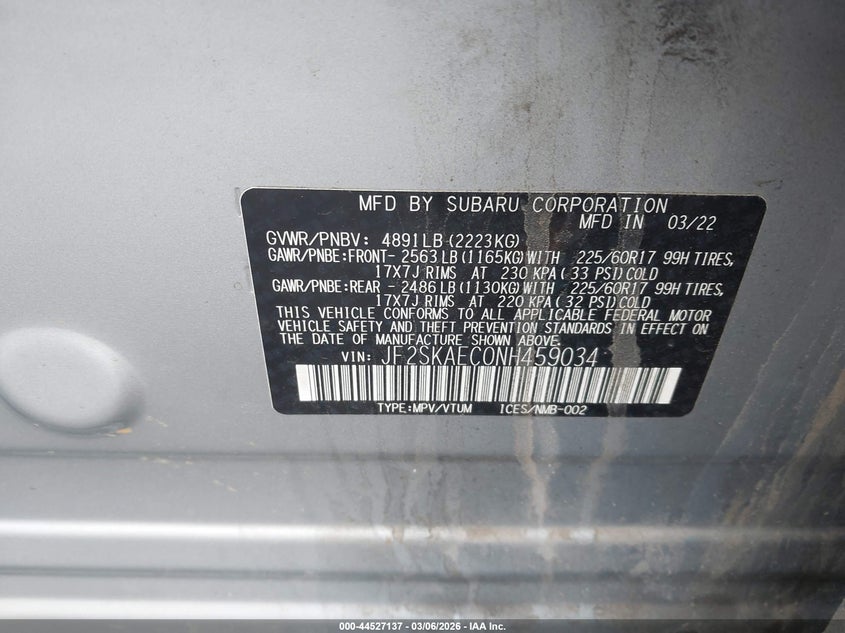 MFD BY SUBARU CORPORATION
MFD IN 03/22
GVWR/PNBV: 4891LB(2223KG)
GAWR/PNBE:FRONT- 2563LB(1165KG)WITH 225/60R17 99H TIRES,
17X7J RIMS AT 230 KPA(33 PSI)COLD
GAWR/PNBE:REAR - 2486LB(1130KG)WITH 225/60R17 99H TIRES,
17X7J RIMS AT 220 KPA(32 PSI)COLD
THIS VEHICLE CONFORMS TO ALL APPLICABLE FEDERAL MOTOR
VEHICLE SAFETY AND THEFT PREVENTION STANDARDS IN EFFECT ON
THE DATE OF MANUFACTURE SHOWN ABOVE.
VIN: JF2SKAEC0NH459034
TYPE:MPV/VTUM ICES/NMB-002
000-44527137 - 03/06/2026 - IAA Inc.